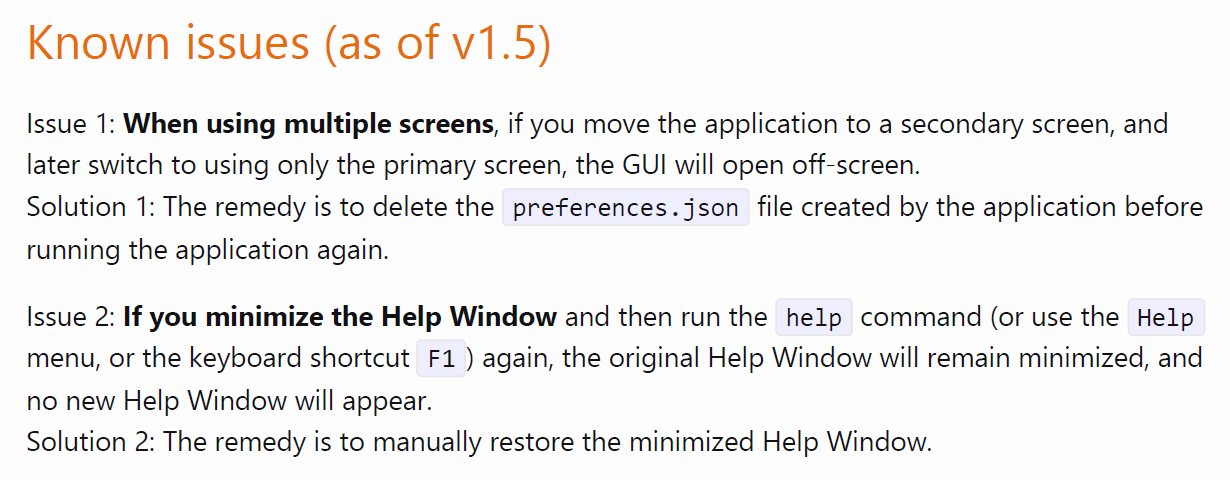 Known issues (as of v1.5)
Issue 1: When using multiple screens, if you move the application to a secondary screen, and
later switch to using only the primary screen, the GUI will open off-screen.
Solution 1: The remedy is to delete the preferences.json file created by the application before
running the application again.
Issue 2: If you minimize the Help Window and then run the help command (or use the Help
menu, or the keyboard shortcut F1) again, the original Help Window will remain minimized, and
no new Help Window will appear.
Solution 2: The remedy is to manually restore the minimized Help Window.